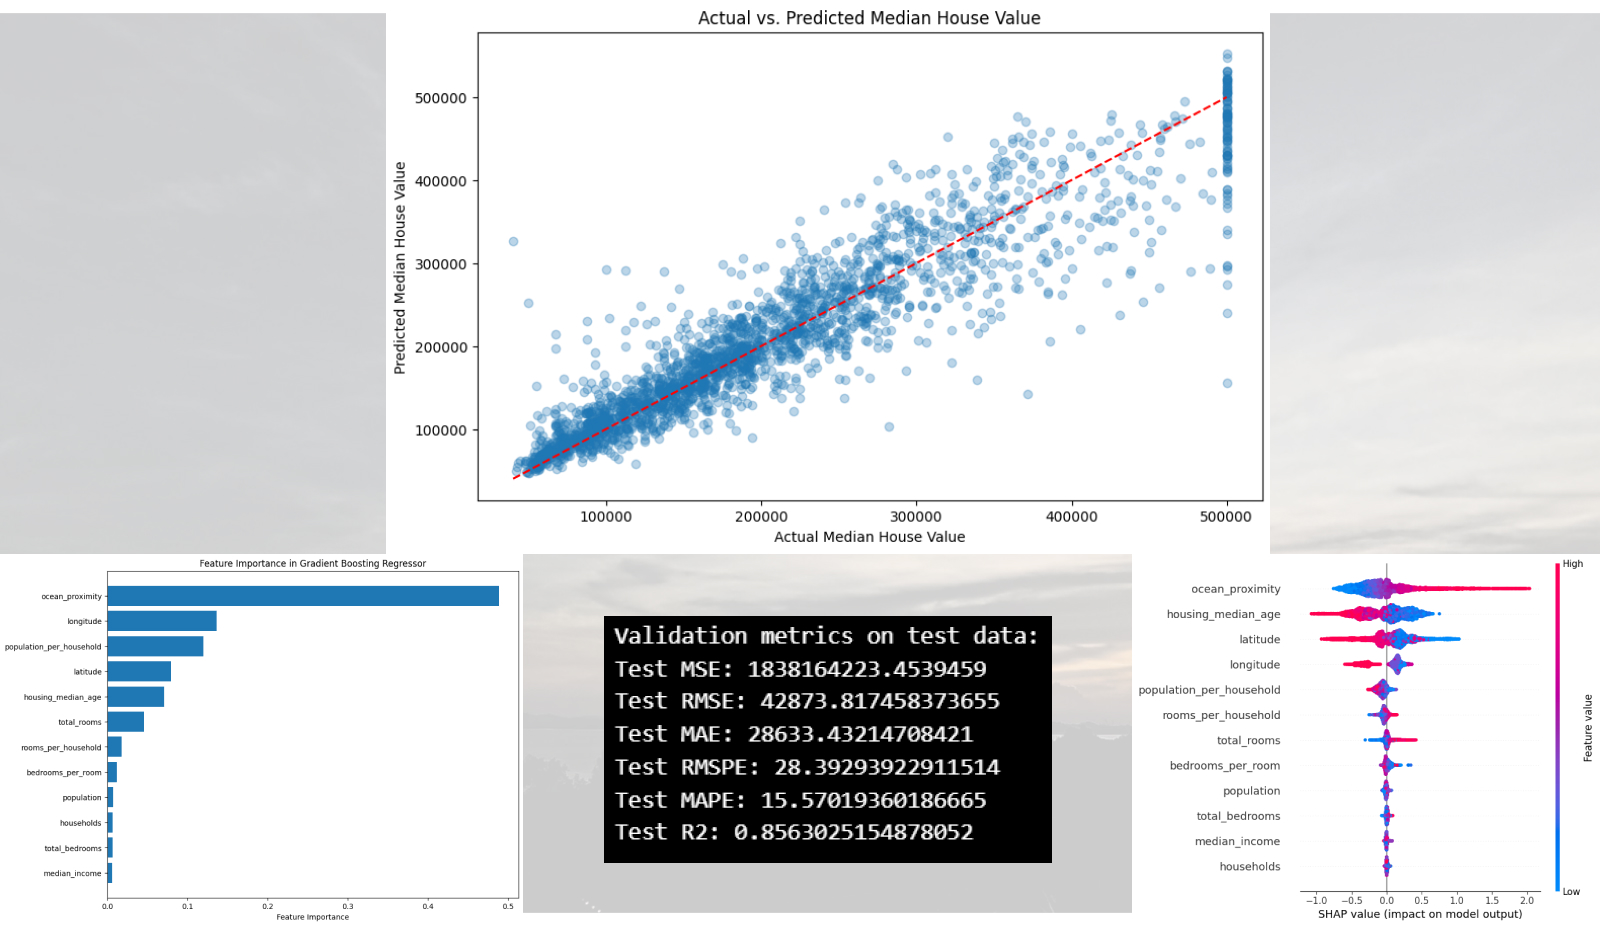 Actual vs. Predicted Median House Value
Predicted Median House Value
500000
400000
300000
200000
100000
100000
200000
300000
400000
500000
Actual Median House Value
Feature Importance in Gradient Boosting Regressor
ocean_proximity
longitude
population_per_household
latitude
housing_median_age
total_rooms
rooms_per_household
bedrooms_per_room
population
households
total_bedrooms
median_income
0.0
0.1
0.2
0.3
0.4
0.5
Feature Importance
Validation metrics on test data:
Test MSE: 1838164223.4539459
Test RMSE: 42873.817458373655
Test MAE: 28633.43214708421
Test RMSPE: 28.39293922911514
Test MAPE: 15.57019360186665
Test R2: 0.8563025154878052
ocean_proximity
housing_median_age
latitude
longitude
population_per_household
rooms_per_household
total_rooms
bedrooms_per_room
population
total_bedrooms
median_income
households
−1.0
−0.5
0.0
0.5
1.0
1.5
2.0
SHAP value (impact on model output)
High
Feature value
Low